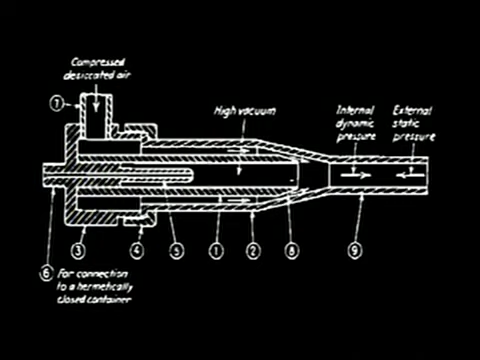 Compressed
desiccated air
7
High vacuum
Internal
dynamic
pressure
External
static
pressure
6
3
4
5
1
2
8
9
For connection
to a hermetically
closed container